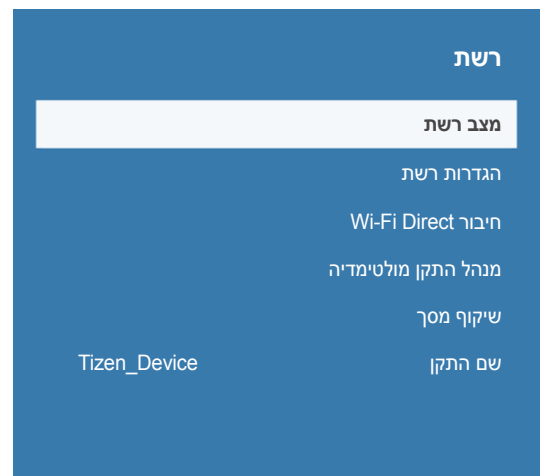 רשת
מצב רשת
הגדרות רשת
חיבור Wi-Fi Direct
מנהל התקן מולטימדיה
שיקוף מסך
שם התקן Tizen_Device